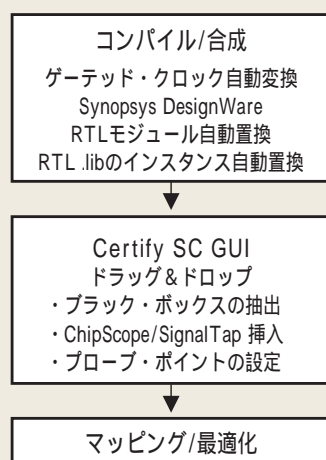 コンパイル/合成
ゲーテッド・クロック自動変換
Synopsys DesignWare
RTLモジュール自動置換
RTL .libのインスタンス自動置換
Certify SC GUI
ドラッグ&ドロップ
・ブラック・ボックスの抽出
・ChipScope/SignalTap 挿入
・プローブ・ポイントの設定
マッピング/最適化